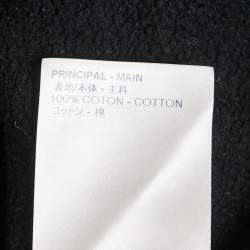 PRINCIPAL - MAIN
表地/本体 - 主料
100% COTON - COTTON
コットン - 棉